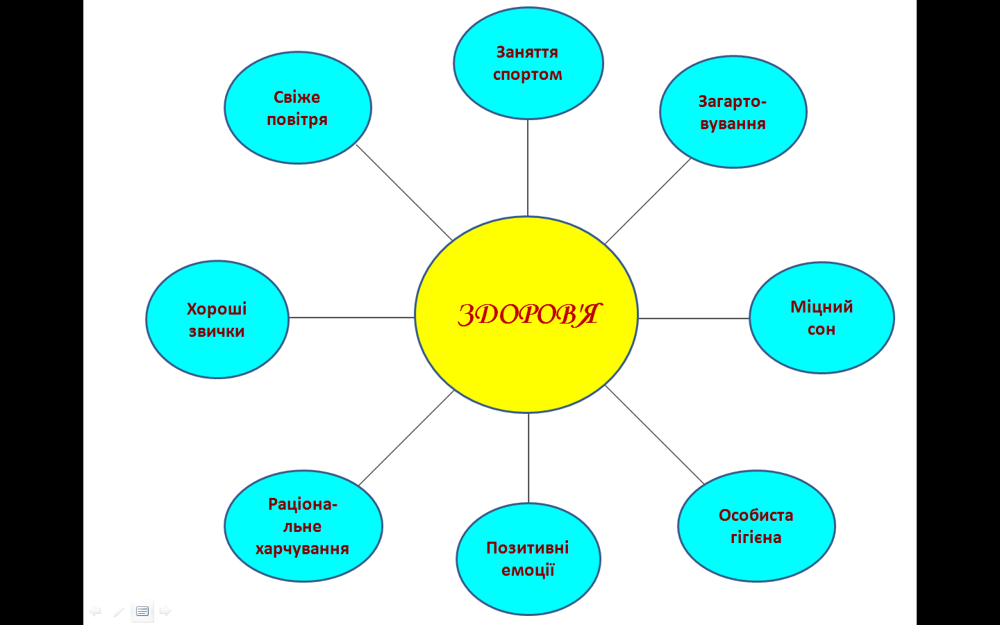 Заняття
спортом
Свіже
повітря
Загарто-
вування
ЗДОРОВ'Я
Хороші
звички
Міцний
сон
Раціона-
льне
харчування
Позитивні
емоції
Особиста
гігієна